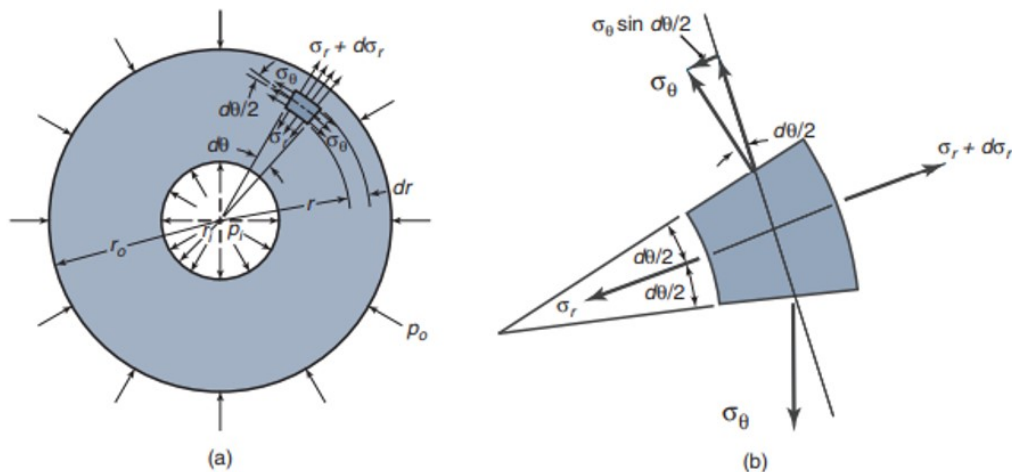 σr + dσr
σθ
dθ/2
σr
σθ
dθ
dr
r
ri
pi
ro
po
(a)
σθ sin dθ/2
σθ
dθ/2
σr + dσr
dθ/2
dθ/2
σr
σθ
(b)